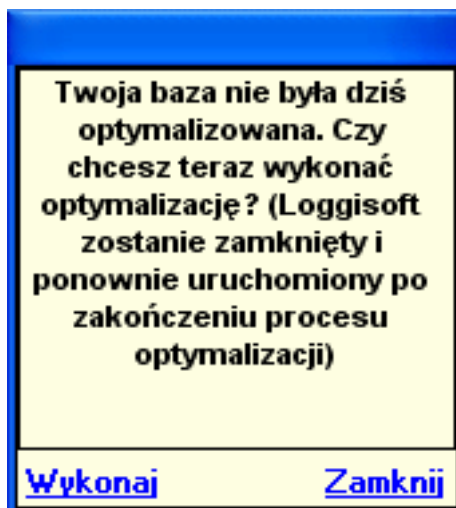 Twoja baza nie była dziś
optymalizowana. Czy
chcesz teraz wykonać
optymalizację? (Loggisoft
zostanie zamknięty i
ponownie uruchomiony po
zakończeniu procesu
optymalizacji)
Wykonaj Zamknij